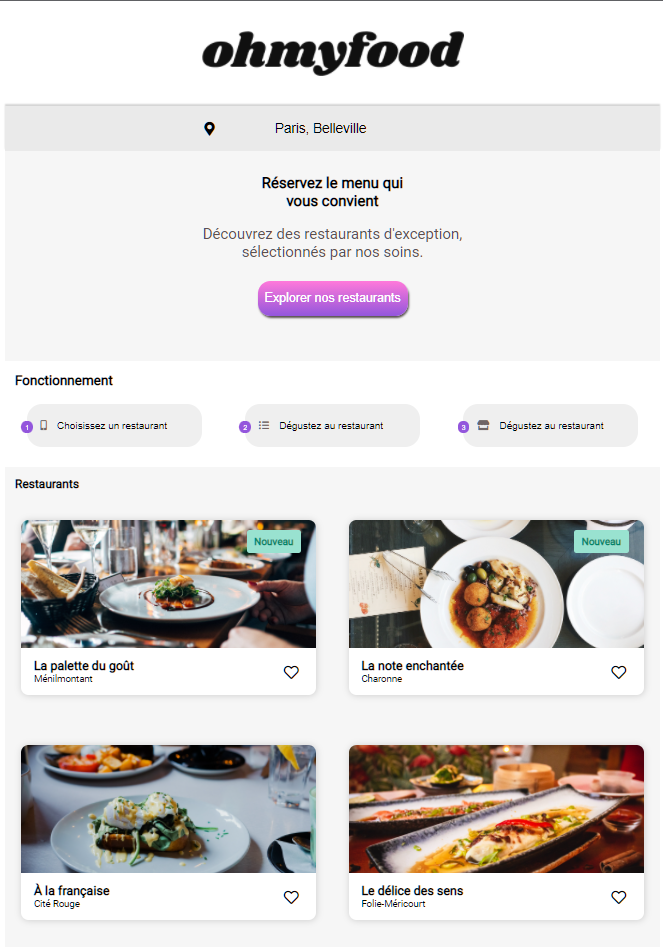 ohmyfood
Paris, Belleville
Réservez le menu qui
vous convient
Découvrez des restaurants d'exception,
sélectionnés par nos soins.
Explorer nos restaurants
Fonctionnement
1 Choisissez un restaurant
2 Dégustez au restaurant
3 Dégustez au restaurant
Restaurants
Nouveau
Nouveau
La palette du goût
Ménilmontant
La note enchantée
Charonne
À la française
Cité Rouge
Le délice des sens
Folie-Méricourt